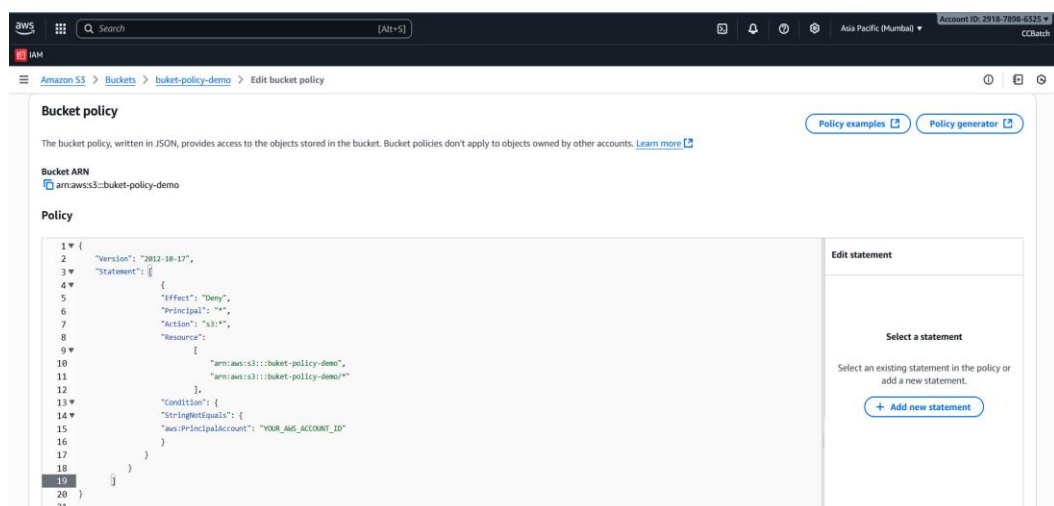 aws
Search [Alt+S]
Asia Pacific (Mumbai) ▼
Account ID: 2918-7898-6325 ▼
CCBatch
IAM
Amazon S3 > Buckets > buket-policy-demo > Edit bucket policy
Bucket policy
Policy examples
Policy generator
The bucket policy, written in JSON, provides access to the objects stored in the bucket. Bucket policies don't apply to objects owned by other accounts. Learn more
Bucket ARN
arn:aws:s3:::buket-policy-demo
Policy
1 ▼ {
2 "Version": "2012-10-17",
3 ▼ "Statement": [
4 ▼ {
5 "Effect": "Deny",
6 "Principal": "*",
7 "Action": "s3:*",
8 "Resource":
9 ▼ [
10 "arn:aws:s3:::buket-policy-demo",
11 "arn:aws:s3:::buket-policy-demo/*"
12 ],
13 ▼ "Condition": {
14 ▼ "StringNotEquals": {
15 "aws:PrincipalAccount": "YOUR_AWS_ACCOUNT_ID"
16 }
17 }
18 }
19 ]
20 }
Edit statement
Select a statement
Select an existing statement in the policy or
add a new statement.
+ Add new statement